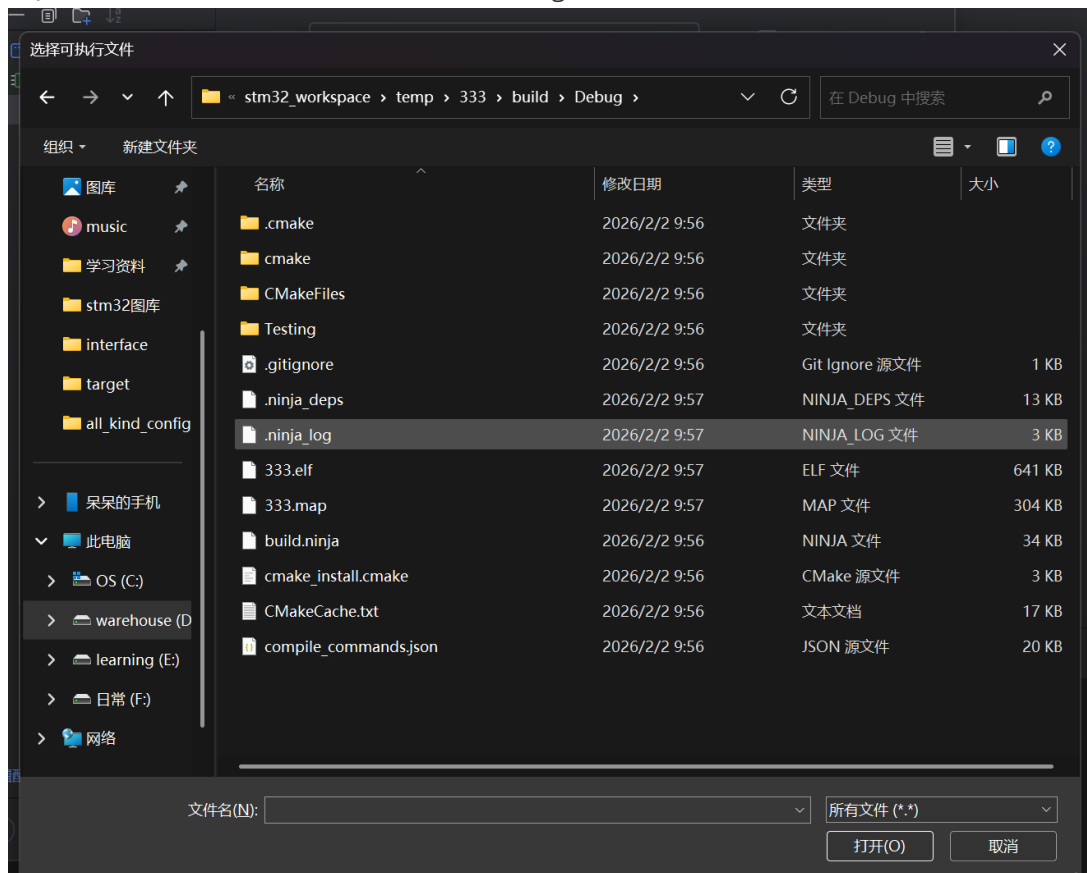 选择可执行文件
« stm32_workspace › temp › 333 › build › Debug ›
在 Debug 中搜索
组织
新建文件夹
图库
music
学习资料
stm32图库
interface
target
all_kind_config
呆呆的手机
此电脑
OS (C:)
warehouse (D
learning (E:)
日常 (F:)
网络
名称 修改日期 类型 大小
.cmake 2026/2/2 9:56 文件夹
cmake 2026/2/2 9:56 文件夹
CMakeFiles 2026/2/2 9:56 文件夹
Testing 2026/2/2 9:56 文件夹
.gitignore 2026/2/2 9:56 Git Ignore 源文件 1 KB
.ninja_deps 2026/2/2 9:57 NINJA_DEPS 文件 13 KB
.ninja_log 2026/2/2 9:57 NINJA_LOG 文件 3 KB
333.elf 2026/2/2 9:57 ELF 文件 641 KB
333.map 2026/2/2 9:57 MAP 文件 304 KB
build.ninja 2026/2/2 9:56 NINJA 文件 34 KB
cmake_install.cmake 2026/2/2 9:56 CMake 源文件 3 KB
CMakeCache.txt 2026/2/2 9:56 文本文档 17 KB
compile_commands.json 2026/2/2 9:56 JSON 源文件 20 KB
文件名(N):
所有文件 (*.*)
打开(O)
取消